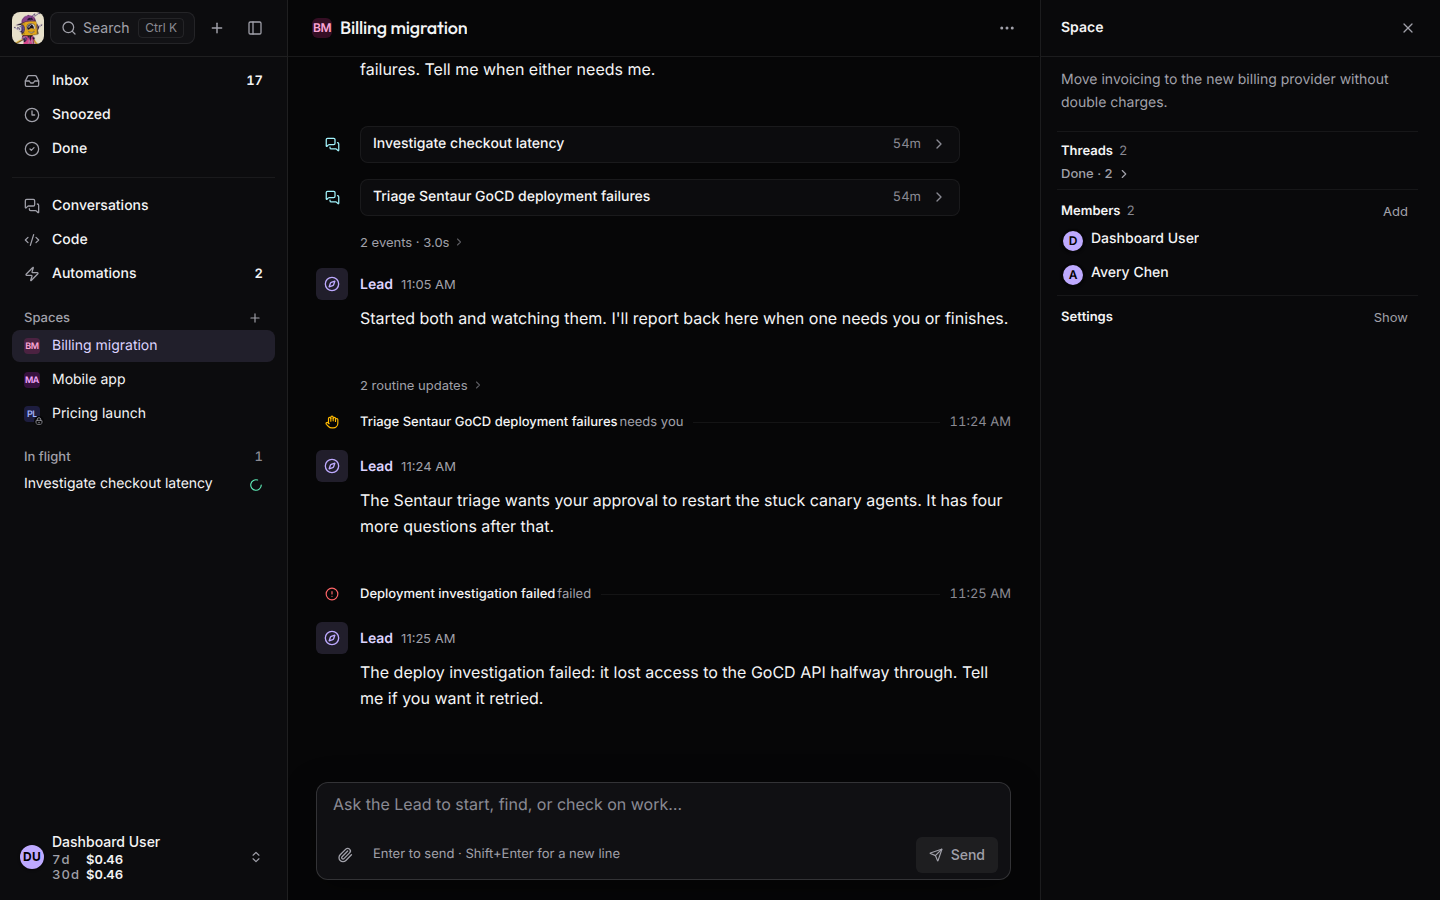 Search Ctrl K
Inbox 17
Snoozed
Done
Conversations
Code
Automations 2
Spaces
BM Billing migration
MA Mobile app
PL Pricing launch
In flight 1
Investigate checkout latency
DU Dashboard User
7d $0.46
30d $0.46
BM Billing migration
failures. Tell me when either needs me.
Investigate checkout latency 54m
Triage Sentaur GoCD deployment failures 54m
2 events · 3.0s
Lead 11:05 AM
Started both and watching them. I'll report back here when one needs you or finishes.
2 routine updates
Triage Sentaur GoCD deployment failures needs you 11:24 AM
Lead 11:24 AM
The Sentaur triage wants your approval to restart the stuck canary agents. It has four
more questions after that.
Deployment investigation failed failed 11:25 AM
Lead 11:25 AM
The deploy investigation failed: it lost access to the GoCD API halfway through. Tell
me if you want it retried.
Ask the Lead to start, find, or check on work...
Enter to send · Shift+Enter for a new line
Send
Space
Move invoicing to the new billing provider without
double charges.
Threads 2
Done · 2
Members 2 Add
D Dashboard User
A Avery Chen
Settings Show